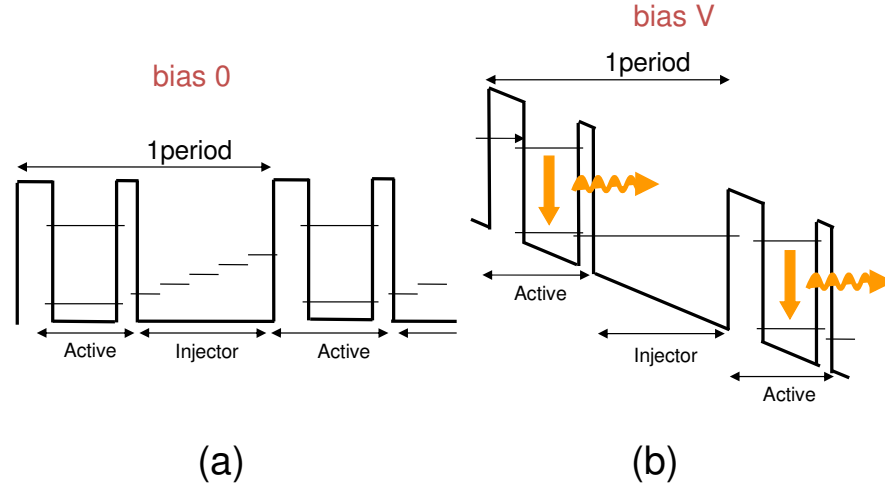 bias 0
1period
Active
Injector
Active
(a)
bias V
1period
Active
Injector
Active
(b)